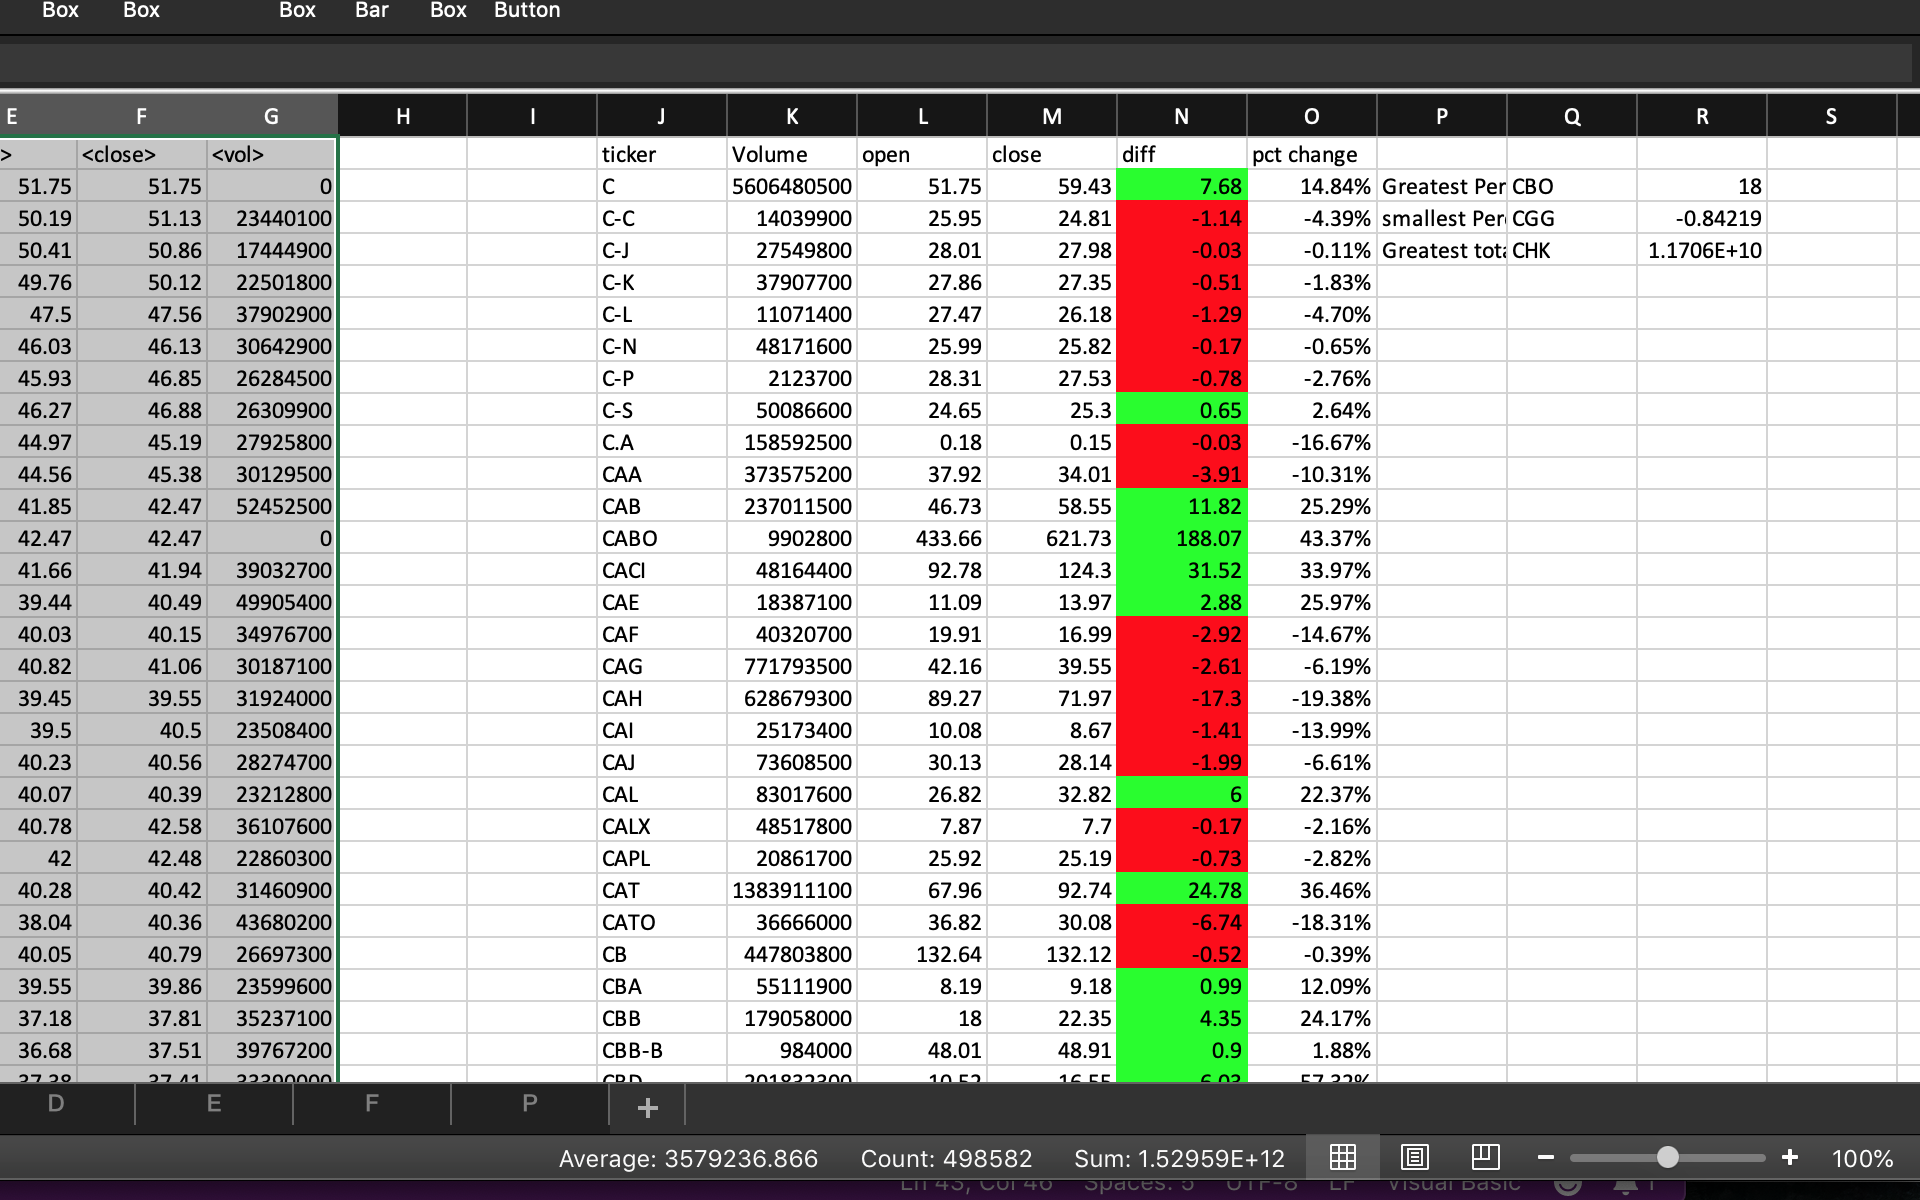 Box Box Box Bar Box Button
E F G H I J K L M N O P Q R S
> <close> <vol> ticker Volume open close diff pct change
51.75 51.75 0 C 5606480500 51.75 59.43 7.68 14.84% Greatest Per CBO 18
50.19 51.13 23440100 C-C 14039900 25.95 24.81 -1.14 -4.39% smallest Per CGG -0.84219
50.41 50.86 17444900 C-J 27549800 28.01 27.98 -0.03 -0.11% Greatest tota CHK 1.1706E+10
49.76 50.12 22501800 C-K 37907700 27.86 27.35 -0.51 -1.83%
47.5 47.56 37902900 C-L 11071400 27.47 26.18 -1.29 -4.70%
46.03 46.13 30642900 C-N 48171600 25.99 25.82 -0.17 -0.65%
45.93 46.85 26284500 C-P 2123700 28.31 27.53 -0.78 -2.76%
46.27 46.88 26309900 C-S 50086600 24.65 25.3 0.65 2.64%
44.97 45.19 27925800 C.A 158592500 0.18 0.15 -0.03 -16.67%
44.56 45.38 30129500 CAA 373575200 37.92 34.01 -3.91 -10.31%
41.85 42.47 52452500 CAB 237011500 46.73 58.55 11.82 25.29%
42.47 42.47 0 CABO 9902800 433.66 621.73 188.07 43.37%
41.66 41.94 39032700 CACI 48164400 92.78 124.3 31.52 33.97%
39.44 40.49 49905400 CAE 18387100 11.09 13.97 2.88 25.97%
40.03 40.15 34976700 CAF 40320700 19.91 16.99 -2.92 -14.67%
40.82 41.06 30187100 CAG 771793500 42.16 39.55 -2.61 -6.19%
39.45 39.55 31924000 CAH 628679300 89.27 71.97 -17.3 -19.38%
39.5 40.5 23508400 CAI 25173400 10.08 8.67 -1.41 -13.99%
40.23 40.56 28274700 CAJ 73608500 30.13 28.14 -1.99 -6.61%
40.07 40.39 23212800 CAL 83017600 26.82 32.82 6 22.37%
40.78 42.58 36107600 CALX 48517800 7.87 7.7 -0.17 -2.16%
42 42.48 22860300 CAPL 20861700 25.92 25.19 -0.73 -2.82%
40.28 40.42 31460900 CAT 1383911100 67.96 92.74 24.78 36.46%
38.04 40.36 43680200 CATO 36666000 36.82 30.08 -6.74 -18.31%
40.05 40.79 26697300 CB 447803800 132.64 132.12 -0.52 -0.39%
39.55 39.86 23599600 CBA 55111900 8.19 9.18 0.99 12.09%
37.18 37.81 35237100 CBB 179058000 18 22.35 4.35 24.17%
36.68 37.51 39767200 CBB-B 984000 48.01 48.91 0.9 1.88%
D E F P +
Average: 3579236.866 Count: 498582 Sum: 1.52959E+12 100%
Ln 43, Col 46 Spaces: 5 UTF-8 LF Visual Basic